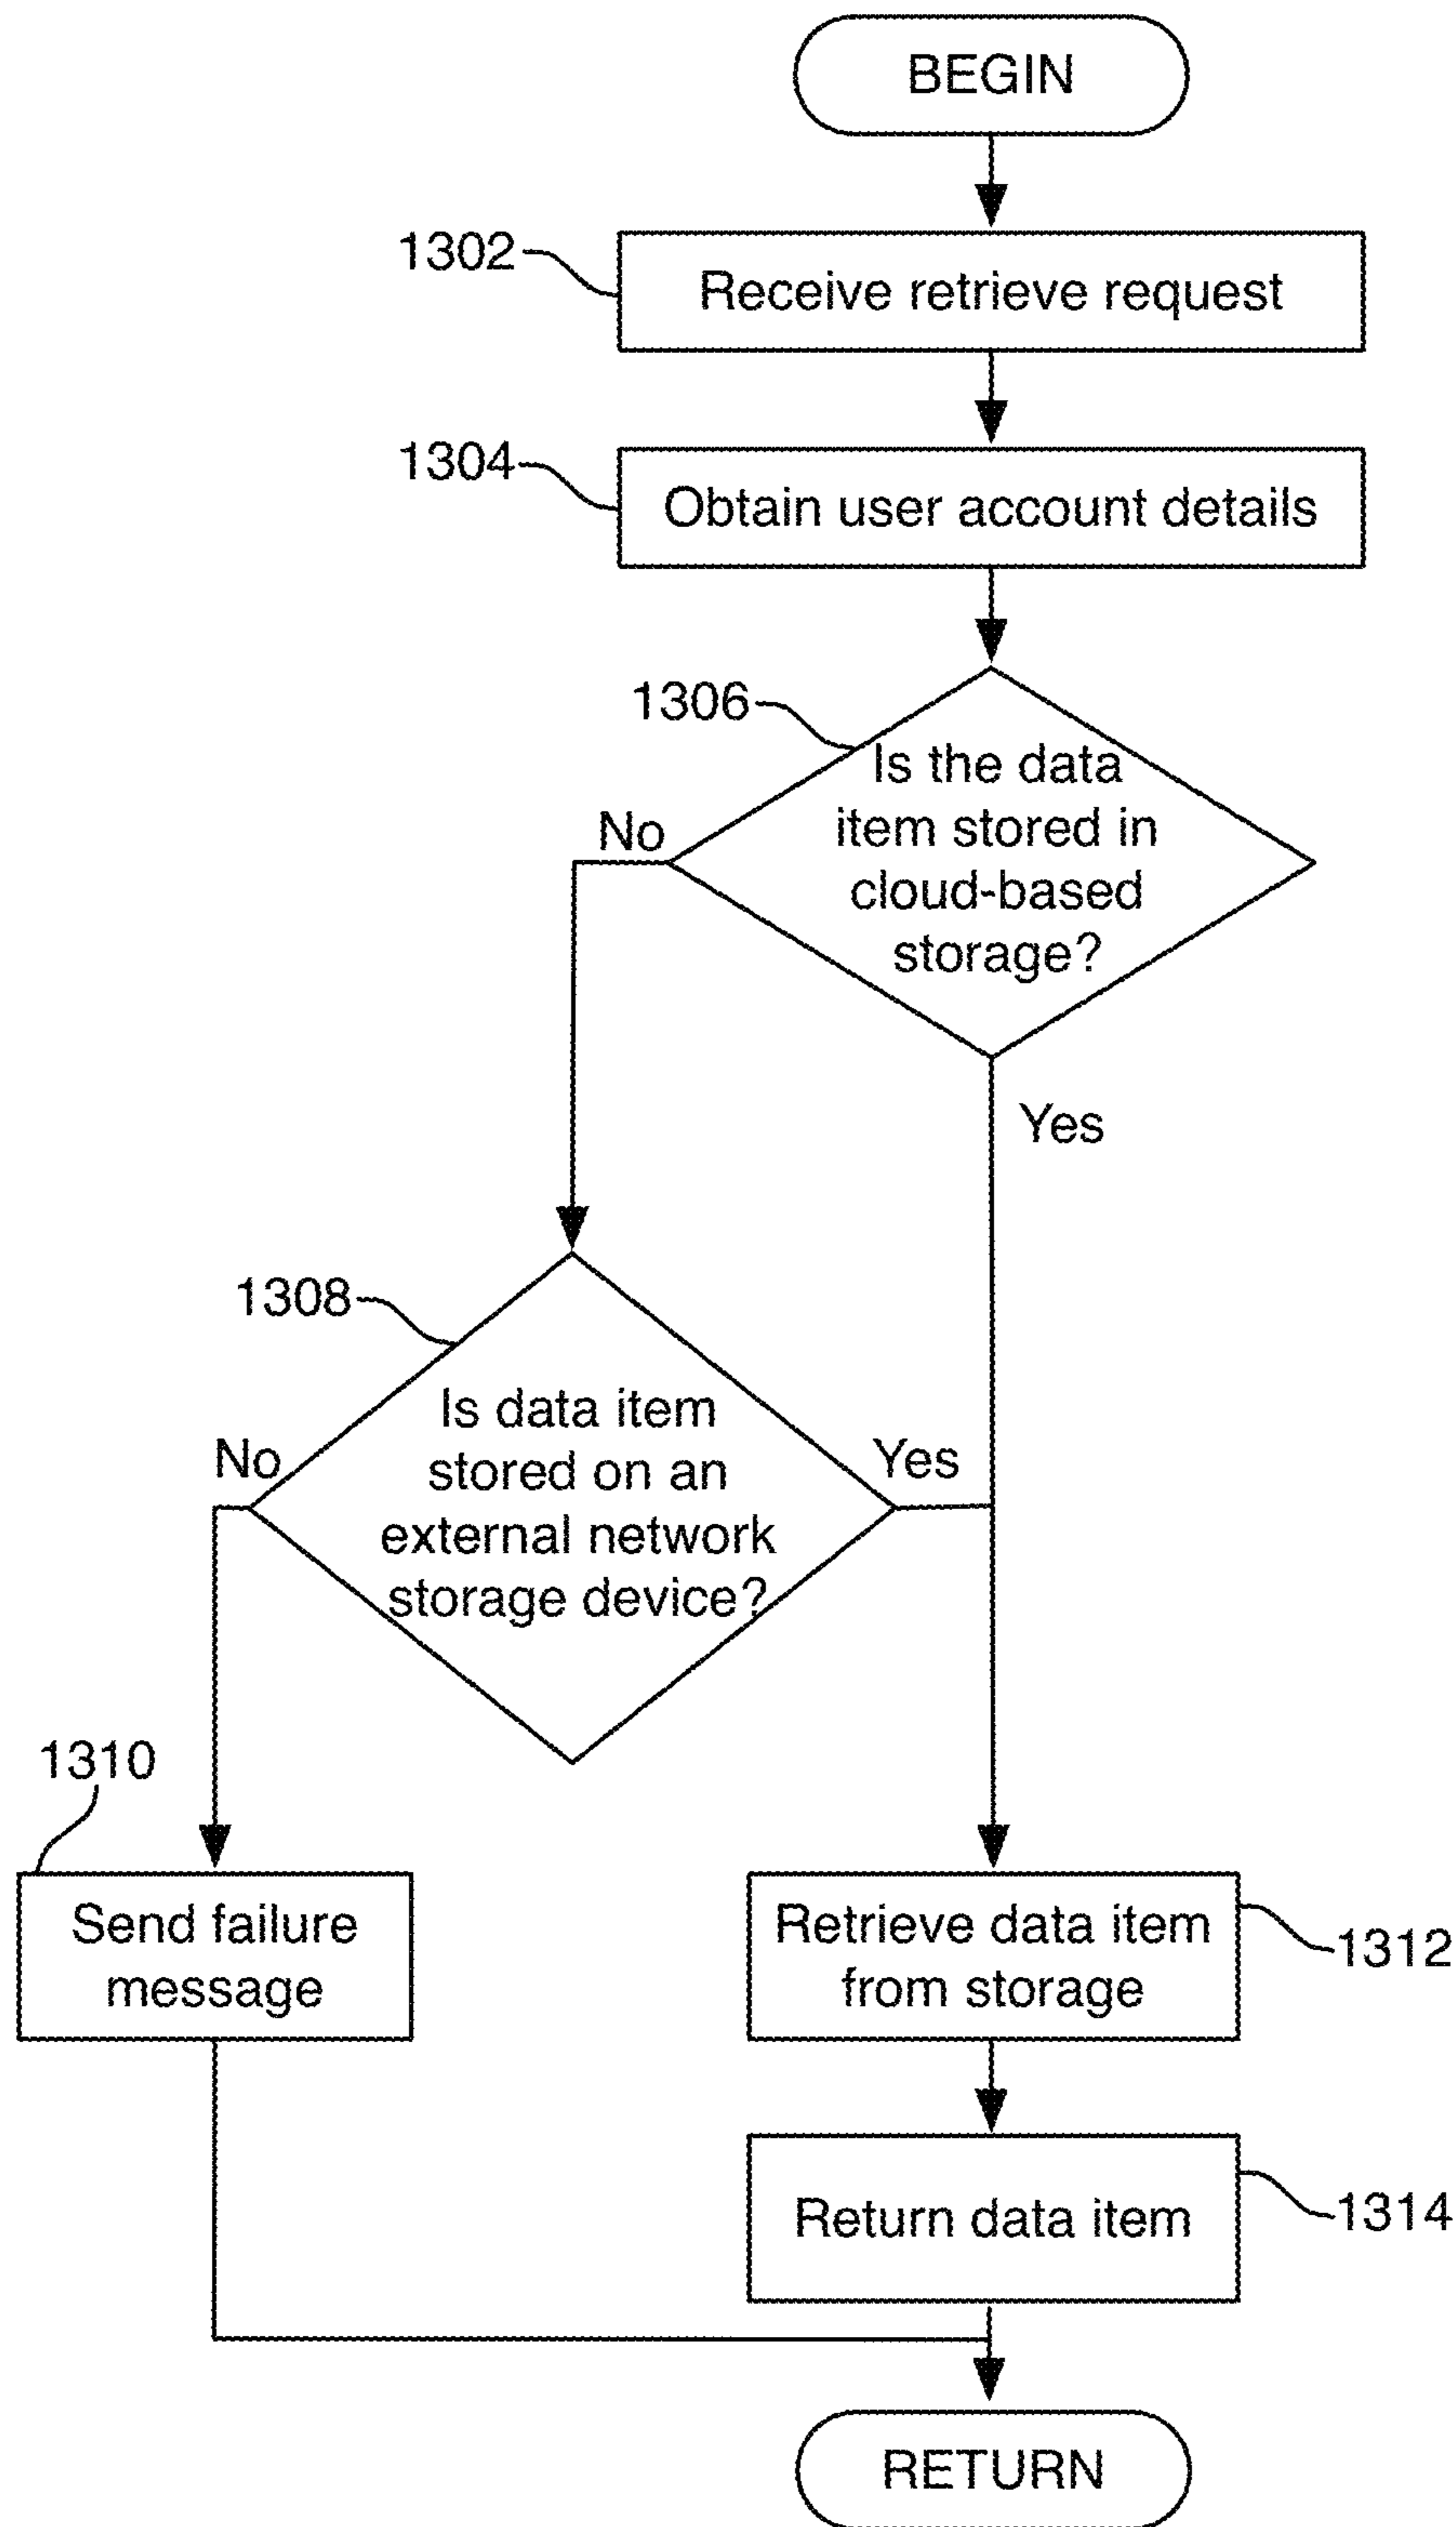 BEGIN
1302
Receive retrieve request
1304
Obtain user account details
1306
Is the data
item stored in
cloud-based
storage?
No
Yes
1308
Is data item
stored on an
external network
storage device?
No
Yes
1310
Send failure
message
Retrieve data item
from storage
1312
Return data item
1314
RETURN